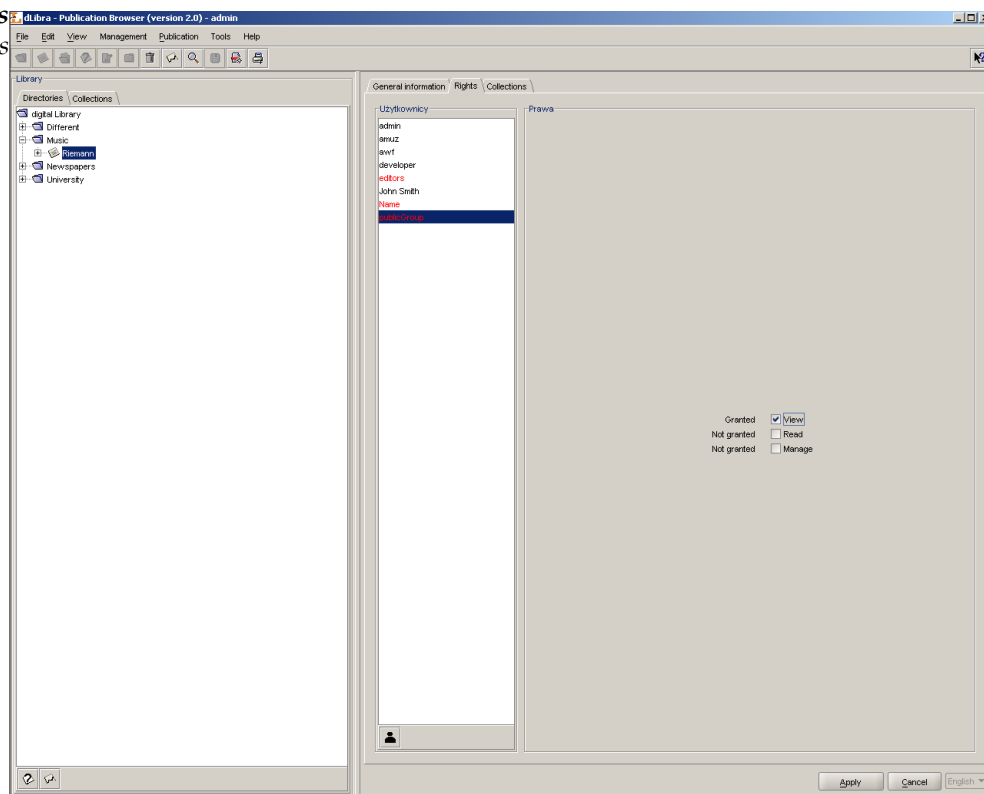 s
dLibra - Publication Browser (version 2.0) - admin
s
File Edit View Management Publication Tools Help
Library
Directories Collections
digital Library
Different
Music
Riemann
Newspapers
University
General information Rights Collections
Użytkownicy
admin
amuz
awf
developer
editors
John Smith
Name
publicGroup
Prawa
Granted View
Not granted Read
Not granted Manage
Apply Cancel English